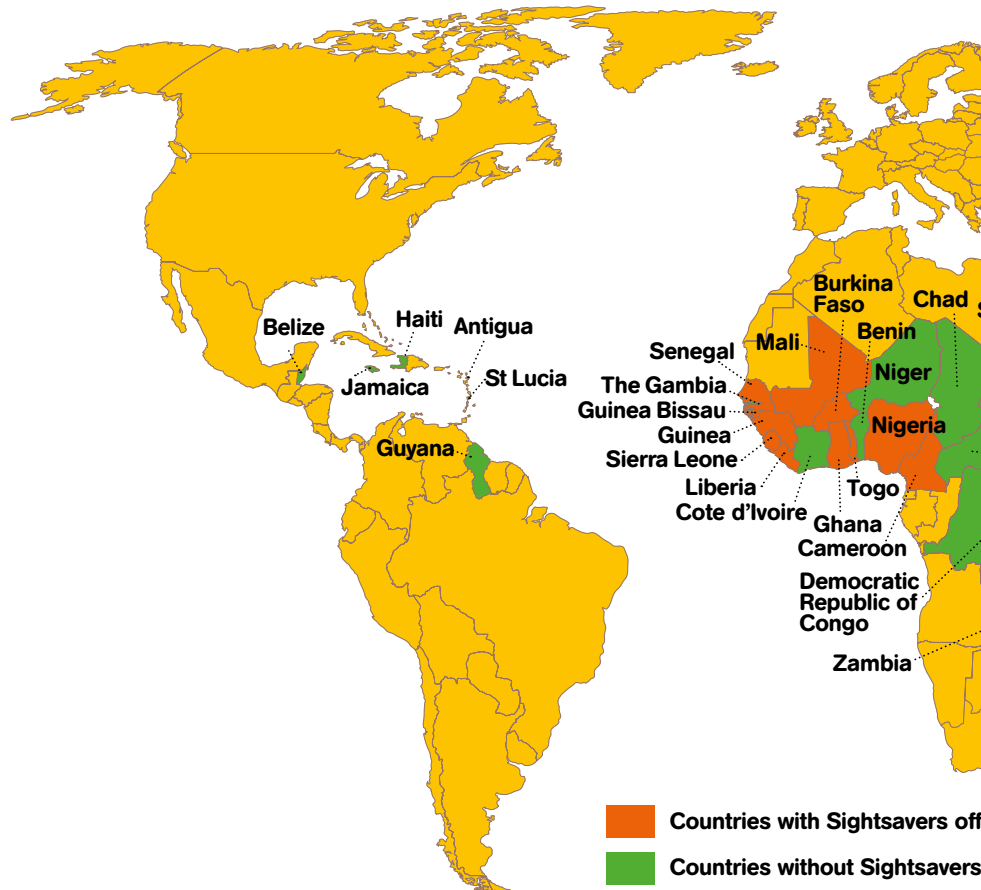 Burkina
Faso
Chad
S
Belize
Haiti
Antigua
Benin
Mali
Senegal
Jamaica
St Lucia
Niger
The Gambia
Guinea Bissau
Nigeria
Guinea
Guyana
Sierra Leone
Liberia
Togo
Cote d’Ivoire
Ghana
Cameroon
Democratic
Republic of
Congo
Zambia
Countries with Sightsavers off
Countries without Sightsavers